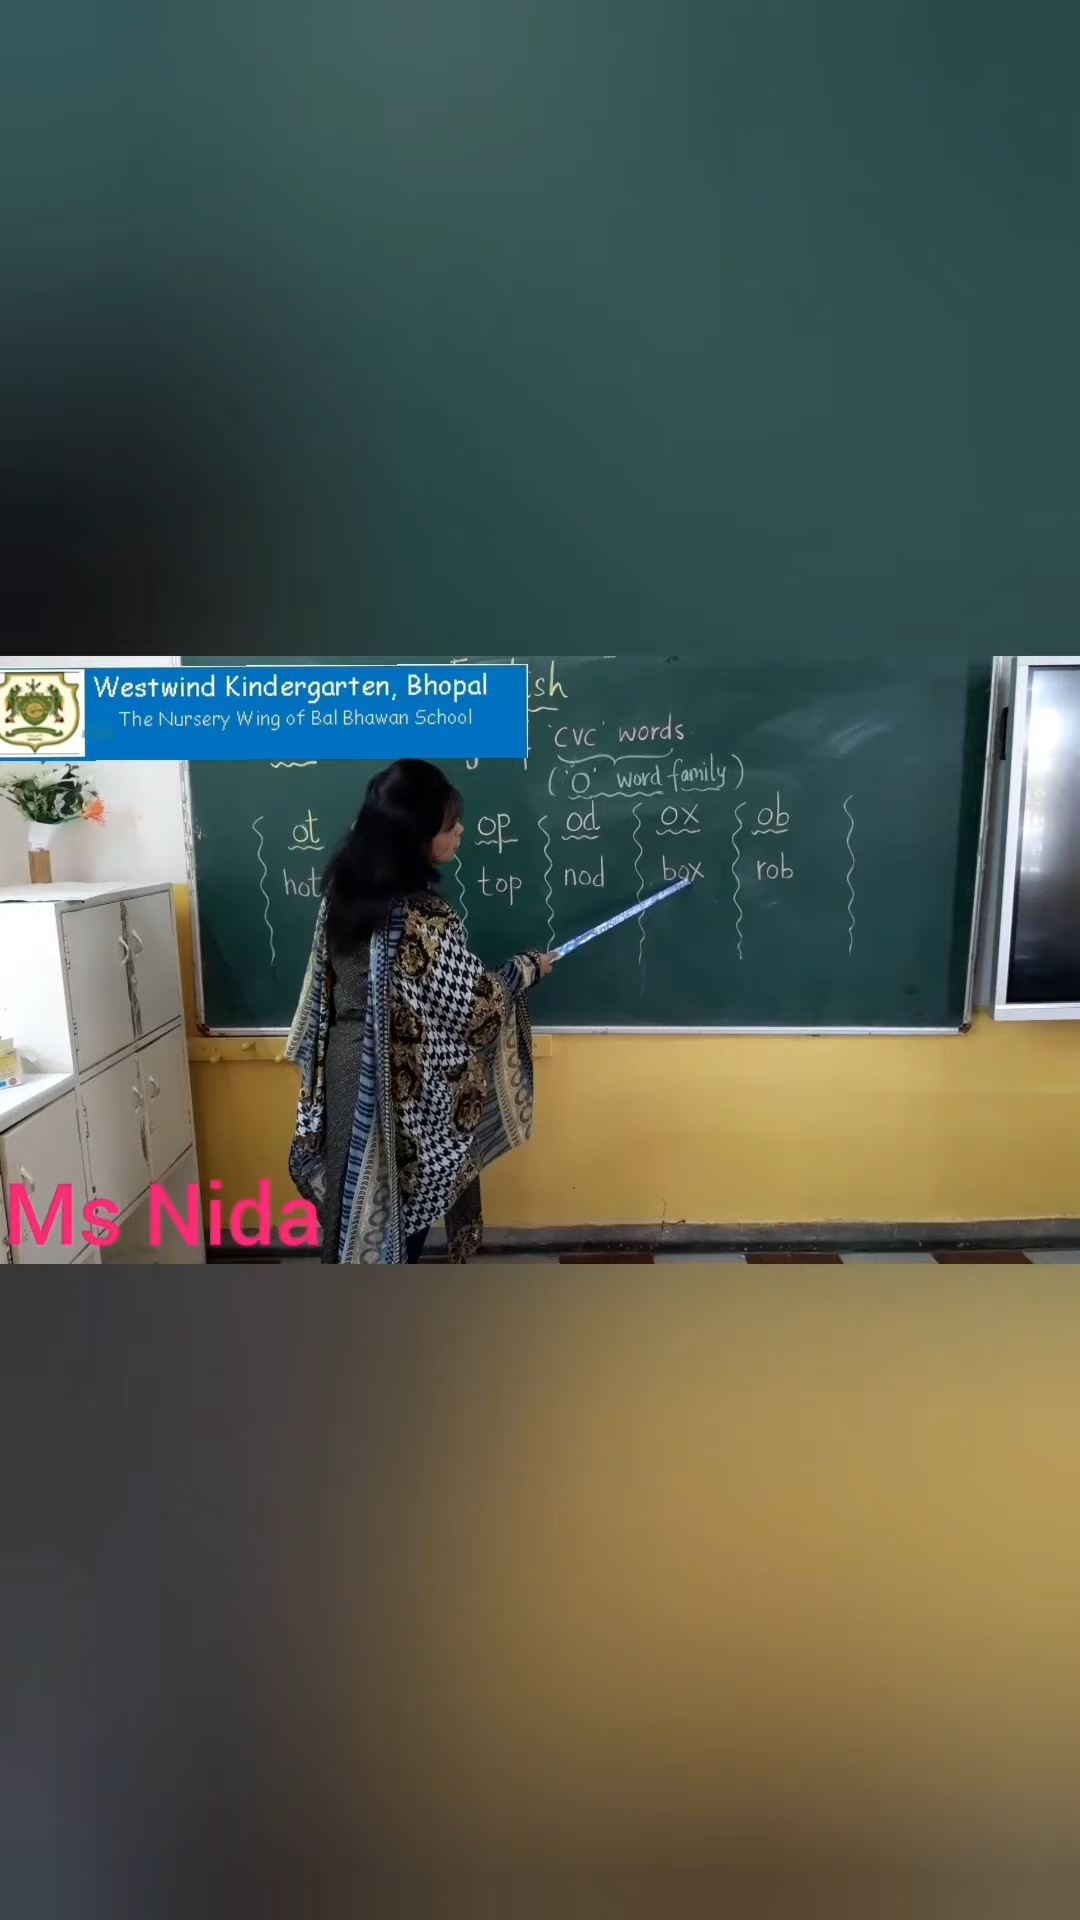 Westwind Kindergarten, Bhopal
The Nursery Wing of Bal Bhawan School
'CVC' words
('O' word family)
ot op od ox ob
hot top nod box rob
Ms Nida